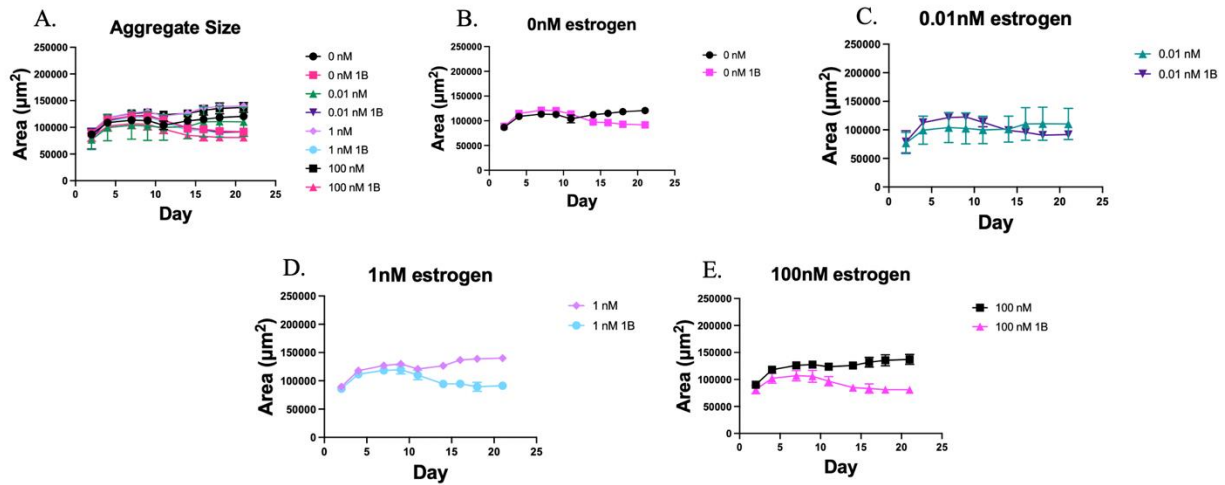 A.
Aggregate Size
250000
200000
150000
100000
50000
0
Area (µm²)
0 5 10 15 20 25
Day
0 nM
0 nM 1B
0.01 nM
0.01 nM 1B
1 nM
1 nM 1B
100 nM
100 nM 1B
B.
0nM estrogen
250000
200000
150000
100000
50000
0
Area (µm²)
0 5 10 15 20 25
Day
0 nM
0 nM 1B
C.
0.01nM estrogen
250000
200000
150000
100000
50000
0
Area (µm²)
0 5 10 15 20 25
Day
0.01 nM
0.01 nM 1B
D.
1nM estrogen
250000
200000
150000
100000
50000
0
Area (µm²)
0 5 10 15 20 25
Day
1 nM
1 nM 1B
E.
100nM estrogen
250000
200000
150000
100000
50000
0
Area (µm²)
0 5 10 15 20 25
Day
100 nM
100 nM 1B